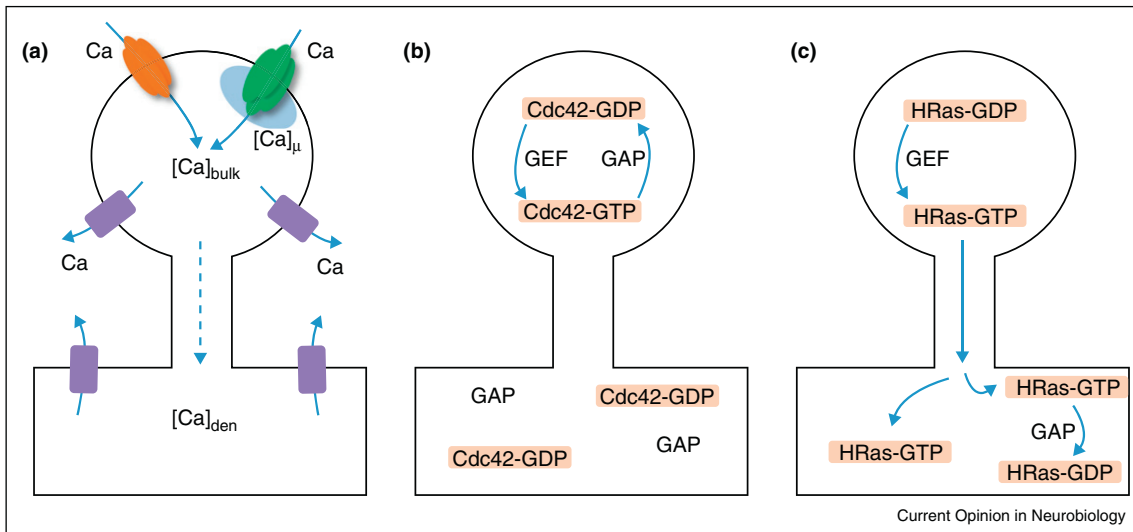 (a)
Ca
Ca
[Ca]μ
[Ca]bulk
Ca
Ca
[Ca]den
(b)
Cdc42-GDP
GEF
GAP
Cdc42-GTP
GAP
Cdc42-GDP
Cdc42-GDP
GAP
(c)
HRas-GDP
GEF
HRas-GTP
HRas-GTP
GAP
HRas-GTP
HRas-GDP
Current Opinion in Neurobiology